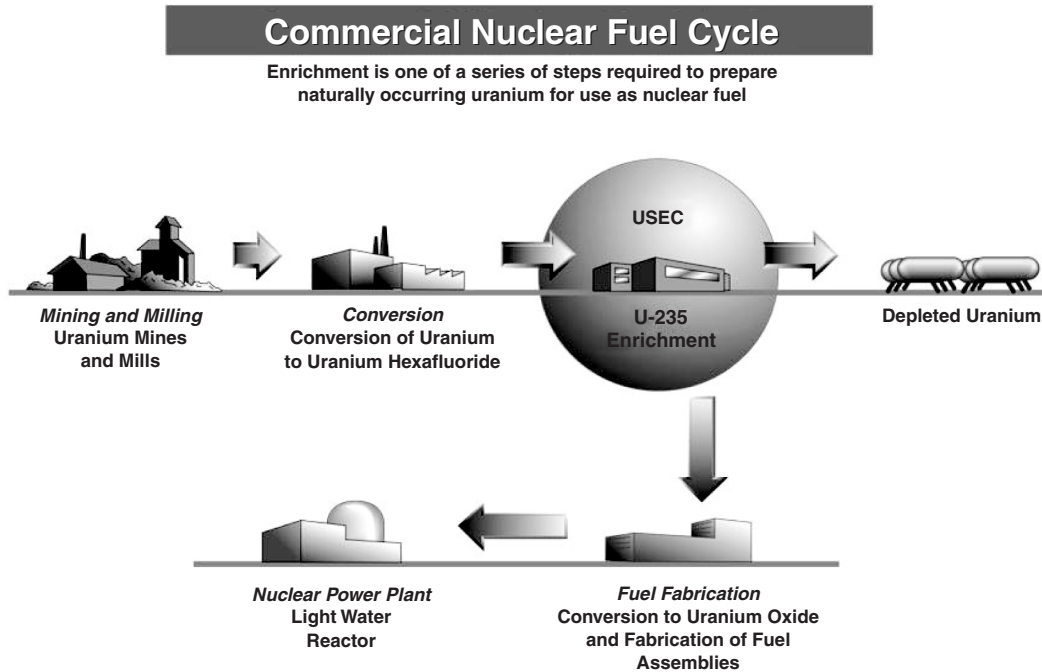 Commercial Nuclear Fuel Cycle
Enrichment is one of a series of steps required to prepare
naturally occurring uranium for use as nuclear fuel
USEC
U-235
Enrichment
Mining and Milling
Uranium Mines
and Mills
Conversion
Conversion of Uranium
to Uranium Hexafluoride
Depleted Uranium
Nuclear Power Plant
Light Water
Reactor
Fuel Fabrication
Conversion to Uranium Oxide
and Fabrication of Fuel
Assemblies